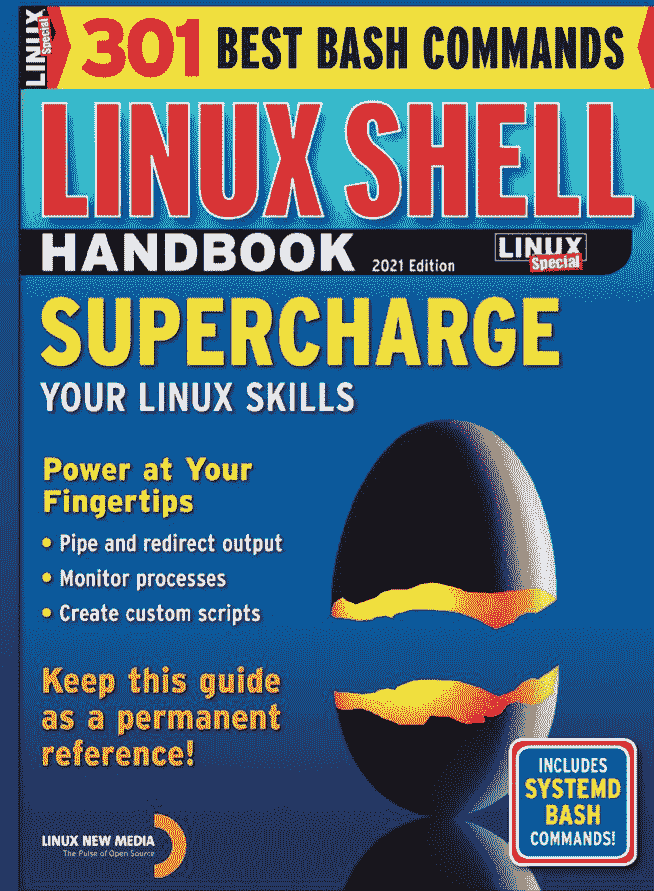 LINUX
Special
301 BEST BASH COMMANDS
LINUX SHELL
HANDBOOK
2021 Edition
LINUX
Special
SUPERCHARGE
YOUR LINUX SKILLS
Power at Your
Fingertips
• Pipe and redirect output
• Monitor processes
• Create custom scripts
Keep this guide
as a permanent
reference!
INCLUDES
SYSTEMD
BASH
COMMANDS!
LINUX NEW MEDIA
The Pulse of Open Source